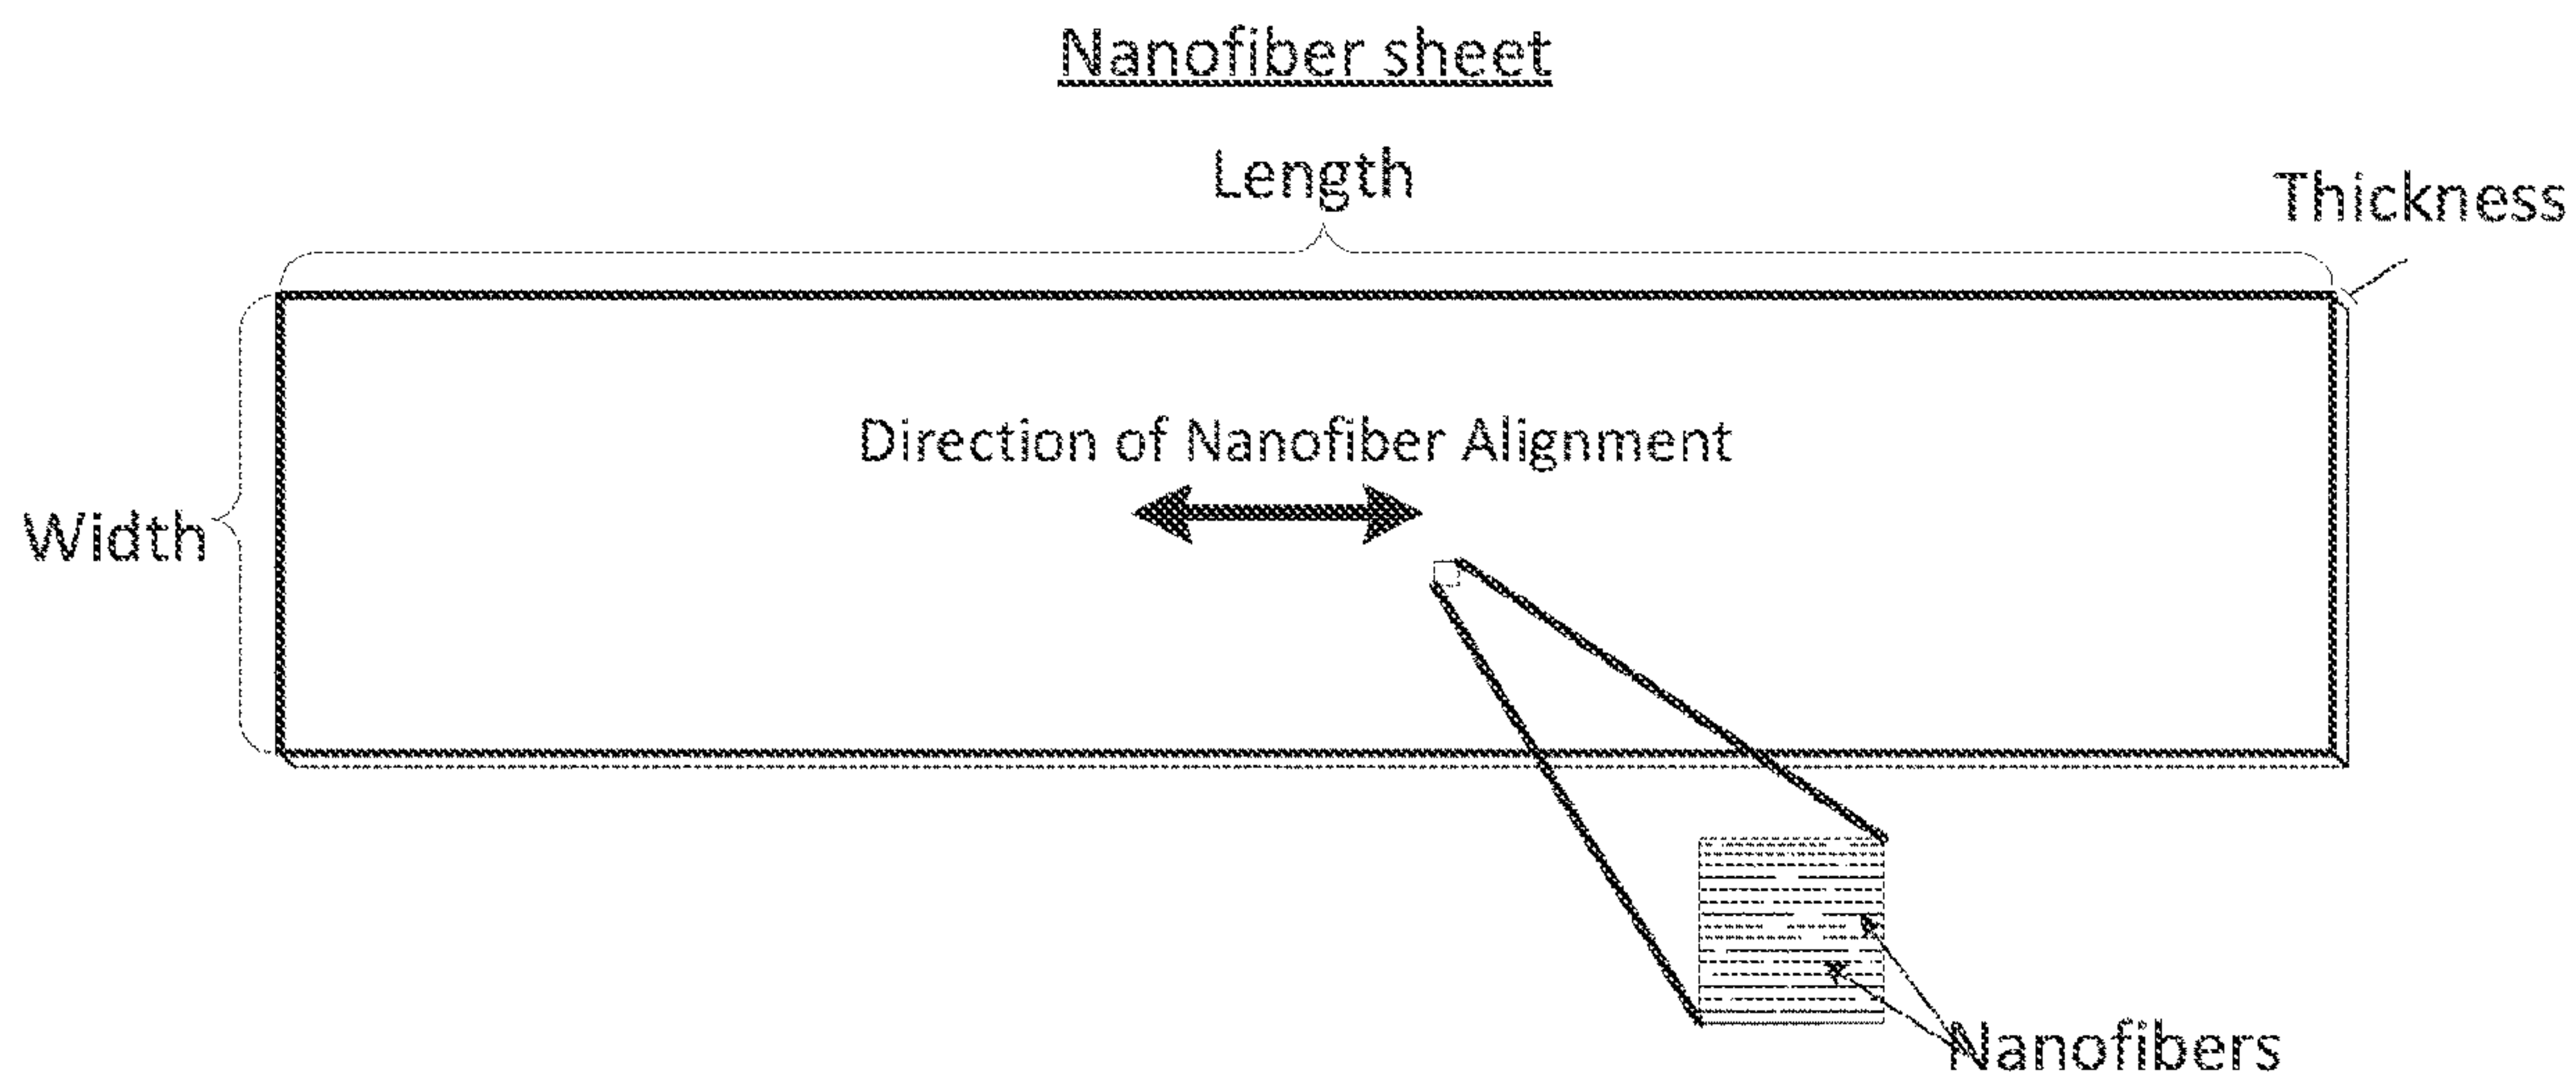 Nanofiber sheet
Length
Thickness
Direction of Nanofiber Alignment
Width
Nanofibers